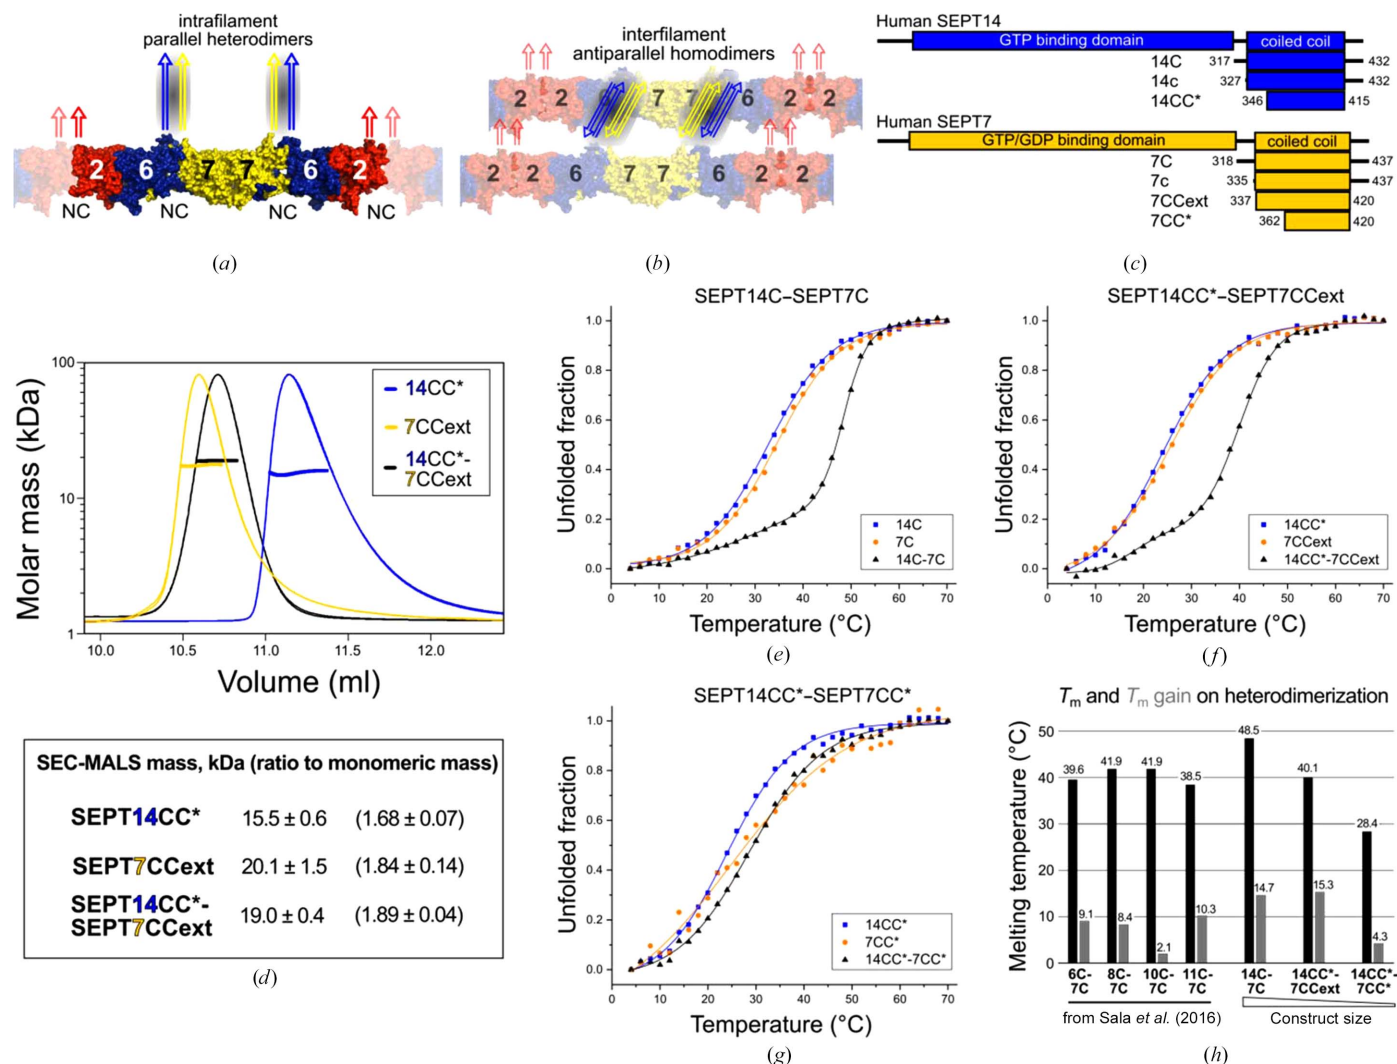 intrafilament
parallel heterodimers
2 6 7 7 6 2
NC NC NC NC
(a)
interfilament
antiparallel homodimers
2 2 7 7 6 2 2
2 2 6 7 7 6 2 2
(b)
Human SEPT14
GTP binding domain coiled coil
14C 317 432
14c 327 432
14CC* 346 415
Human SEPT7
GTP/GDP binding domain coiled coil
7C 318 437
7c 335 437
7CCext 337 420
7CC* 362 420
(c)
Molar mass (kDa)
100
10
1
10.0 10.5 11.0 11.5 12.0
Volume (ml)
14CC*
7CCext
14CC*-
7CCext
SEC-MALS mass, kDa (ratio to monomeric mass)
SEPT14CC* 15.5 ± 0.6 (1.68 ± 0.07)
SEPT7CCext 20.1 ± 1.5 (1.84 ± 0.14)
SEPT14CC*-
SEPT7CCext 19.0 ± 0.4 (1.89 ± 0.04)
(d)
SEPT14C–SEPT7C
Unfolded fraction
1.0
0.8
0.6
0.4
0.2
0.0
14C
7C
14C-7C
0 10 20 30 40 50 60 70
Temperature (°C)
(e)
SEPT14CC*–SEPT7CCext
Unfolded fraction
1.0
0.8
0.6
0.4
0.2
0.0
14CC*
7CCext
14CC*-7CCext
0 10 20 30 40 50 60 70
Temperature (°C)
(f)
SEPT14CC*–SEPT7CC*
Unfolded fraction
1.0
0.8
0.6
0.4
0.2
0.0
14CC*
7CC*
14CC*-7CC*
0 10 20 30 40 50 60 70
Temperature (°C)
(g)
Tm and Tm gain on heterodimerization
Melting temperature (°C)
50
40
30
20
10
0
39.6 41.9 41.9 38.5 48.5 40.1 28.4
9.1 8.4 2.1 10.3 14.7 15.3 4.3
6C- 8C- 10C- 11C- 14C- 14CC*- 14CC*-
7C 7C 7C 7C 7C 7CCext 7CC*
from Sala et al. (2016) Construct size
(h)